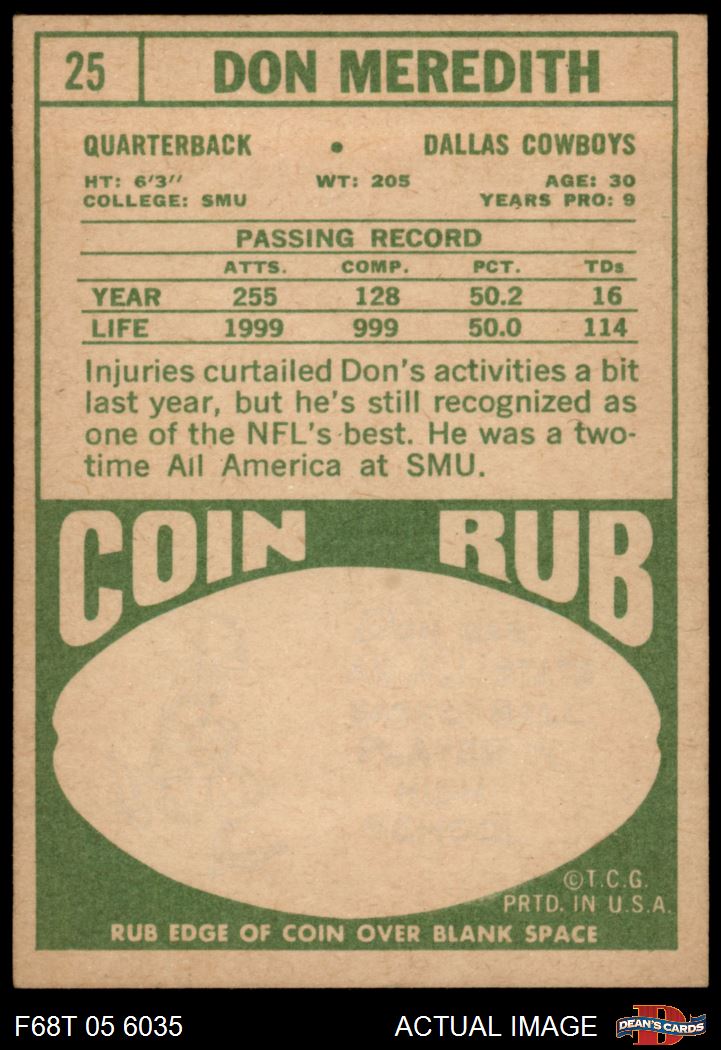 25 DON MEREDITH
QUARTERBACK • DALLAS COWBOYS
HT: 6'3" WT: 205 AGE: 30
COLLEGE: SMU YEARS PRO: 9
PASSING RECORD
ATTS. COMP. PCT. TDs
YEAR 255 128 50.2 16
LIFE 1999 999 50.0 114
Injuries curtailed Don's activities a bit
last year, but he's still recognized as
one of the NFL's best. He was a two-
time All America at SMU.
COIN RUB
©T.C.G.
PRTD. IN U.S.A.
RUB EDGE OF COIN OVER BLANK SPACE
F68T 05 6035 ACTUAL IMAGE D DEAN'S CARDS